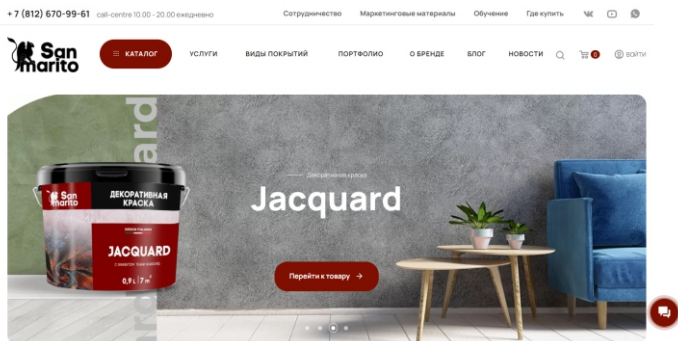 + 7 (812) 670-99-61 call-centre 10.00 - 20.00 ежедневно
Сотрудничество Маркетинговые материалы Обучение Где купить
San
marito
КАТАЛОГ УСЛУГИ ВИДЫ ПОКРЫТИЙ ПОРТФОЛИО О БРЕНДЕ БЛОГ НОВОСТИ 0 ВОЙТИ
Декоративная краска
Jacquard
Перейти к товару →
San
marito
ДЕКОРАТИВНАЯ
КРАСКА
JACQUARD
0,9 L | 7 m²
ard